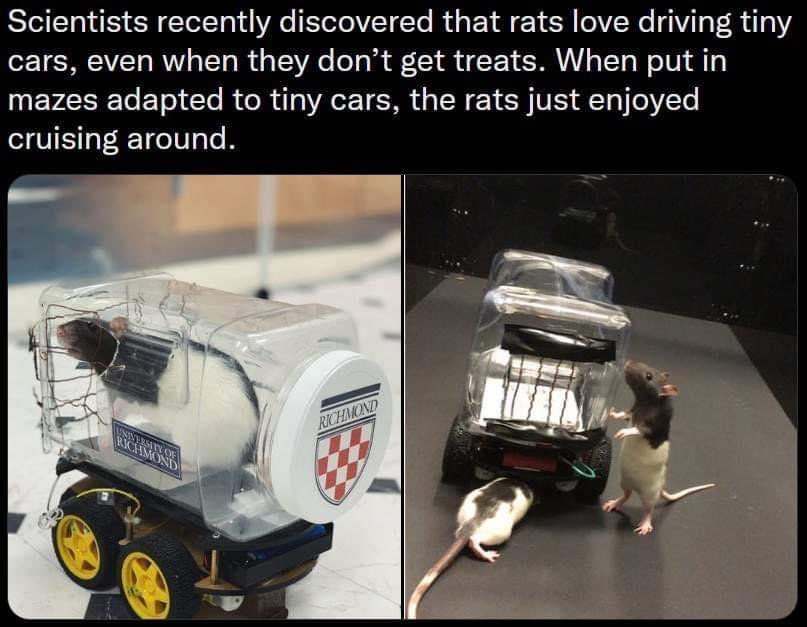 Scientists recently discovered that rats love driving tiny
cars, even when they don’t get treats. When put in
mazes adapted to tiny cars, the rats just enjoyed
cruising around.
UNIVERSITY OF
RICHMOND
RICHMOND